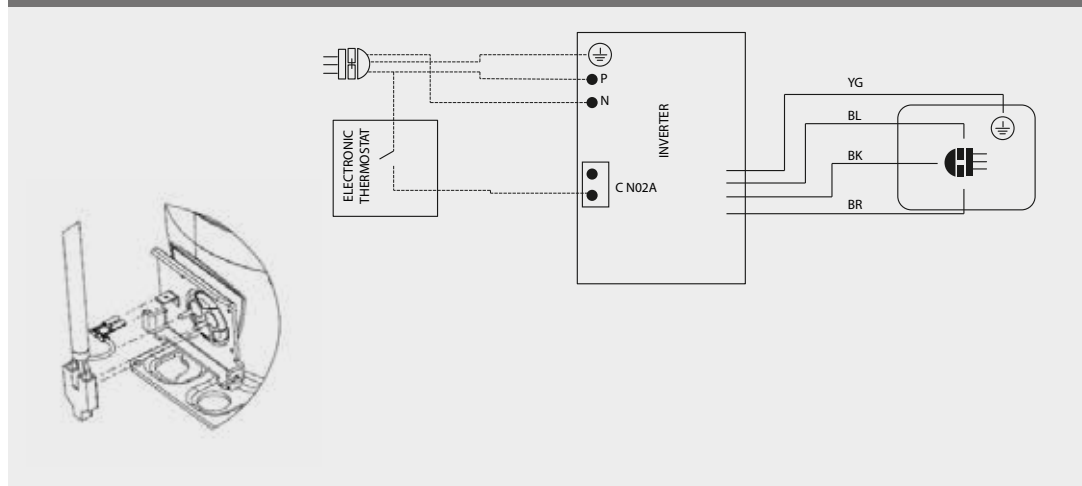 P
N
ELECTRONIC
THERMOSTAT
INVERTER
C N02A
YG
BL
BK
BR